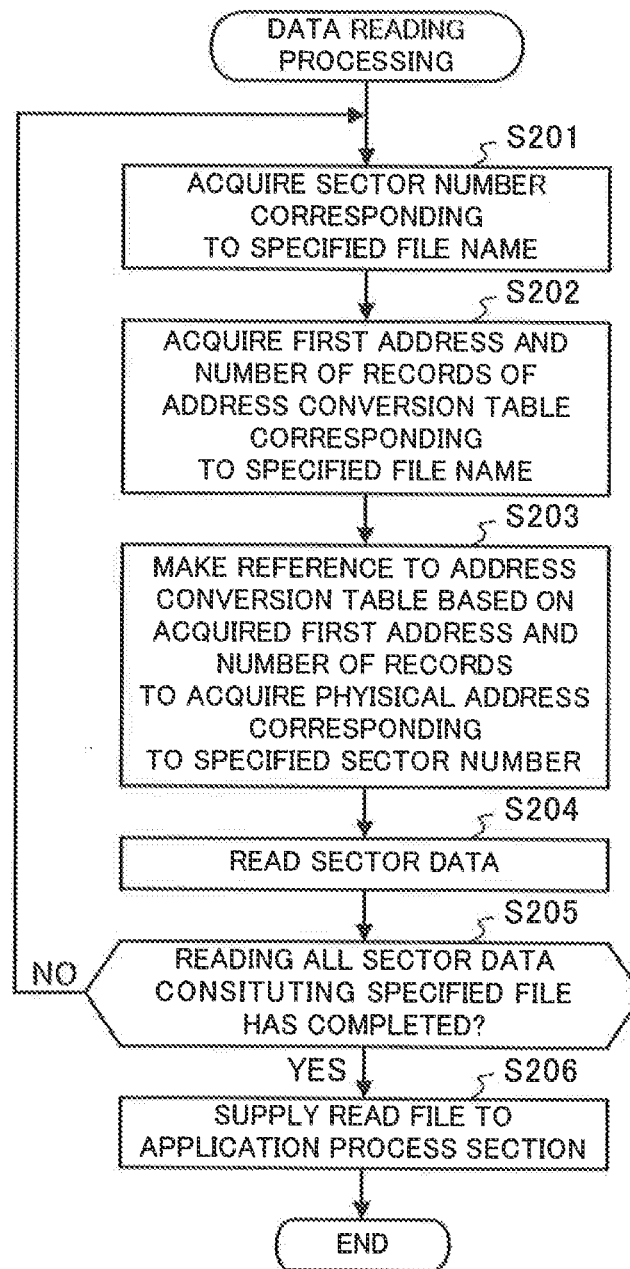 DATA READING
PROCESSING
S201
ACQUIRE SECTOR NUMBER
CORRESPONDING
TO SPECIFIED FILE NAME
S202
ACQUIRE FIRST ADDRESS AND
NUMBER OF RECORDS OF
ADDRESS CONVERSION TABLE
CORRESPONDING
TO SPECIFIED FILE NAME
S203
MAKE REFERENCE TO ADDRESS
CONVERSION TABLE BASED ON
ACQUIRED FIRST ADDRESS AND
NUMBER OF RECORDS
TO ACQUIRE PHYISICAL ADDRESS
CORRESPONDING
TO SPECIFIED SECTOR NUMBER
S204
READ SECTOR DATA
S205
NO
READING ALL SECTOR DATA
CONSITUTING SPECIFIED FILE
HAS COMPLETED?
YES
S206
SUPPLY READ FILE TO
APPLICATION PROCESS SECTION
END